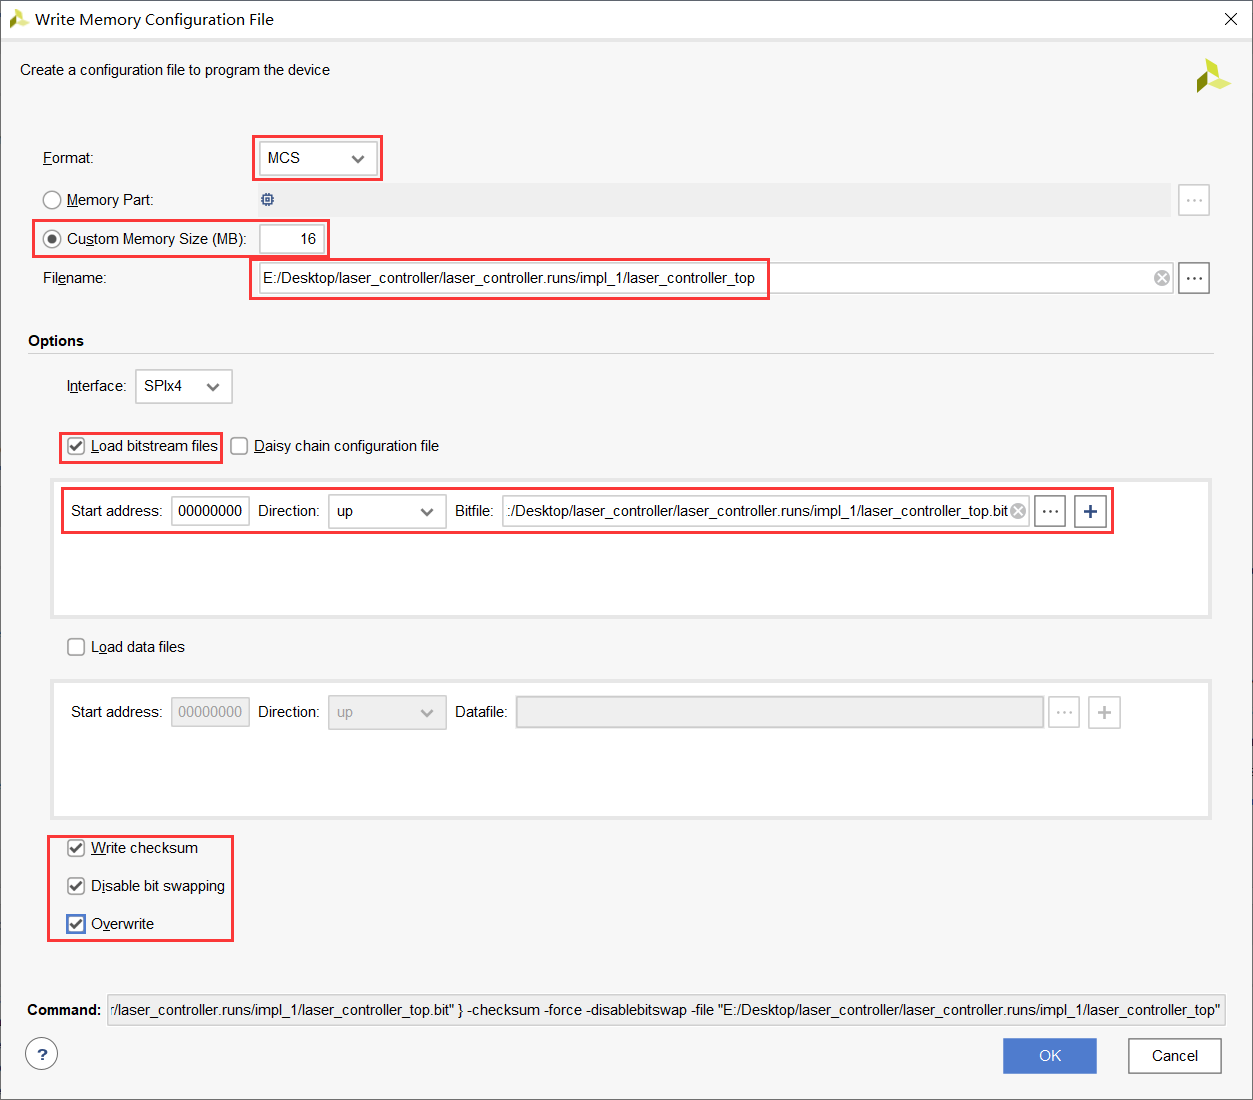 Write Memory Configuration File
Create a configuration file to program the device
Format: MCS
Memory Part:
Custom Memory Size (MB): 16
Filename: E:/Desktop/laser_controller/laser_controller.runs/impl_1/laser_controller_top
Options
Interface: SPIx4
Load bitstream files Daisy chain configuration file
Start address: 00000000 Direction: up Bitfile: :/Desktop/laser_controller/laser_controller.runs/impl_1/laser_controller_top.bit
Load data files
Start address: 00000000 Direction: up Datafile:
Write checksum
Disable bit swapping
Overwrite
Command: r/laser_controller.runs/impl_1/laser_controller_top.bit" } -checksum -force -disablebitswap -file "E:/Desktop/laser_controller/laser_controller.runs/impl_1/laser_controller_top"
? OK Cancel